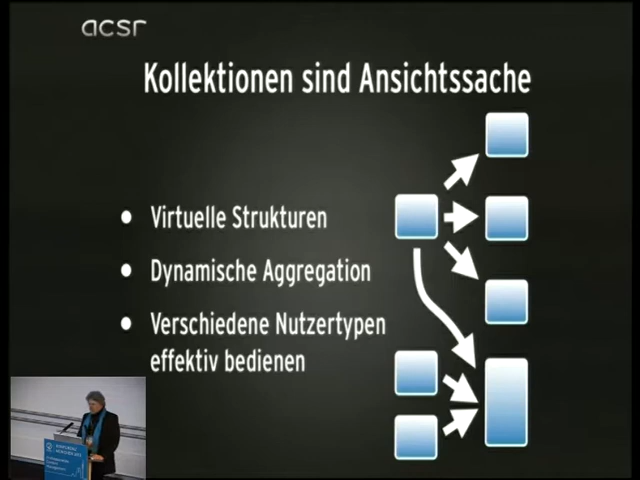 acsr
Kollektionen sind Ansichtssache
• Virtuelle Strukturen
• Dynamische Aggregation
• Verschiedene Nutzertypen
effektiv bedienen